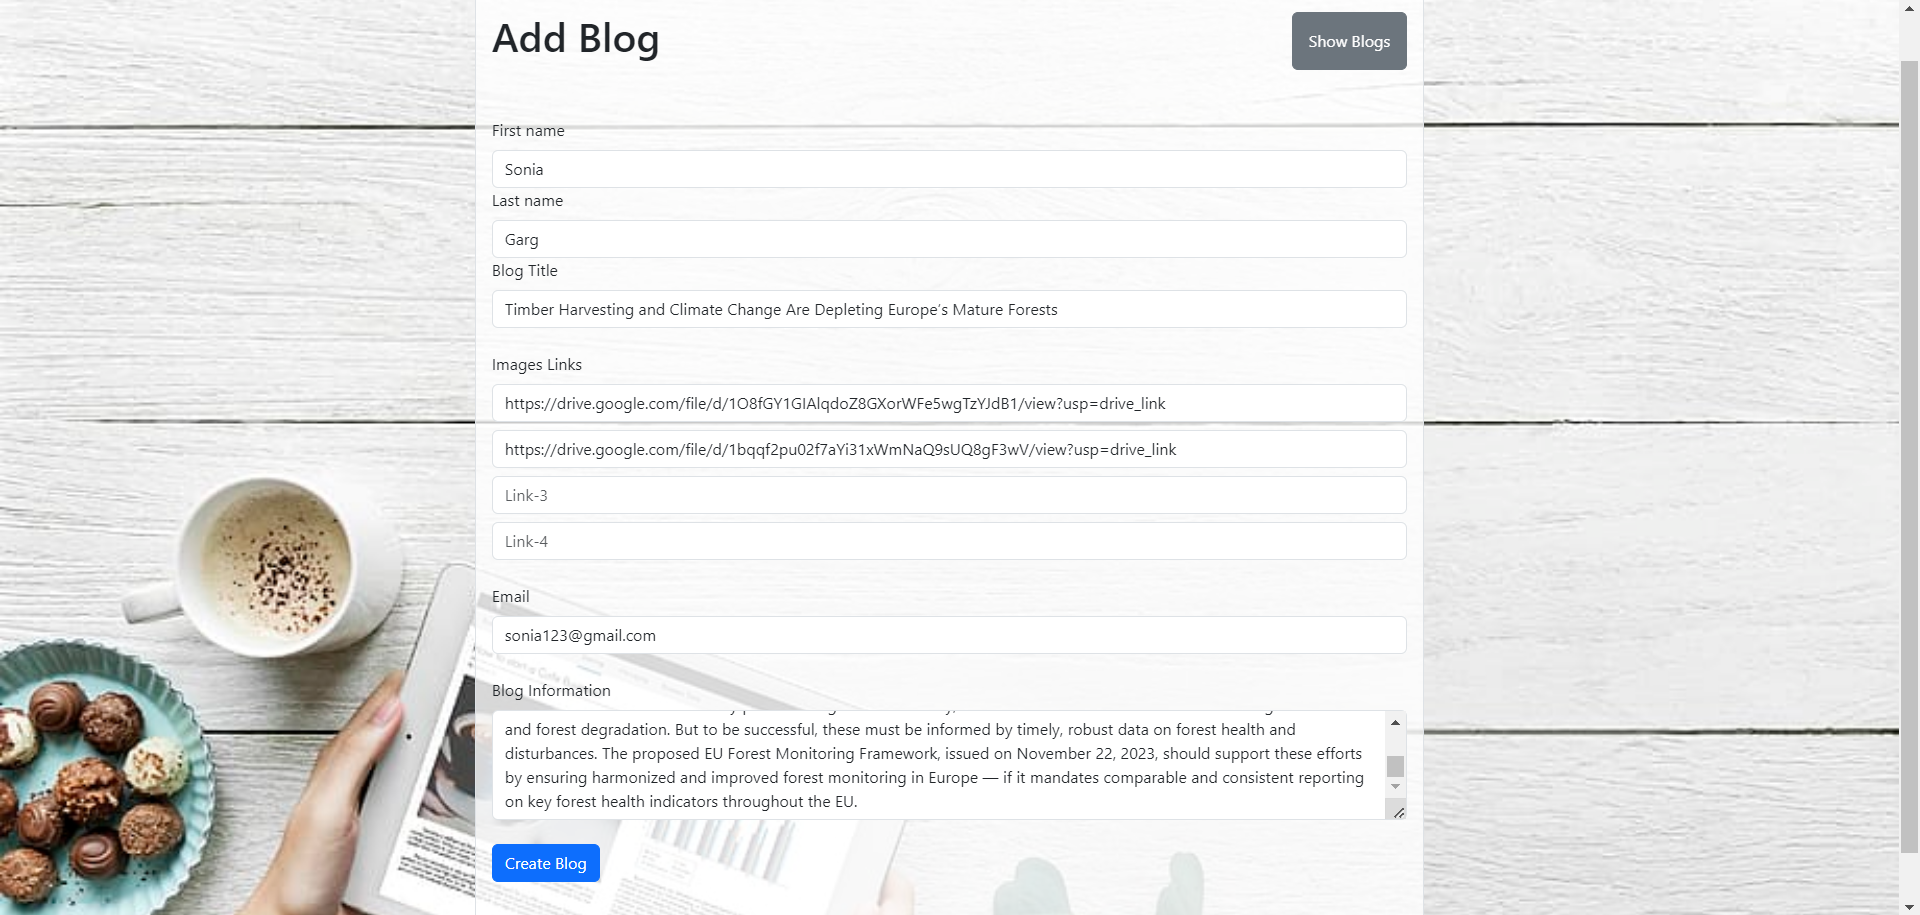 Add Blog
Show Blogs
First name
Sonia
Last name
Garg
Blog Title
Timber Harvesting and Climate Change Are Depleting Europe’s Mature Forests
Images Links
https://drive.google.com/file/d/1O8fGY1GIAlqdoZ8GXorWFe5wgTzYJdB1/view?usp=drive_link
https://drive.google.com/file/d/1bqqf2pu02f7aYi31xWmNaQ9sUQ8gF3wV/view?usp=drive_link
Link-3
Link-4
Email
sonia123@gmail.com
Blog Information
and forest degradation. But to be successful, these must be informed by timely, robust data on forest health and
disturbances. The proposed EU Forest Monitoring Framework, issued on November 22, 2023, should support these efforts
by ensuring harmonized and improved forest monitoring in Europe — if it mandates comparable and consistent reporting
on key forest health indicators throughout the EU.
Create Blog